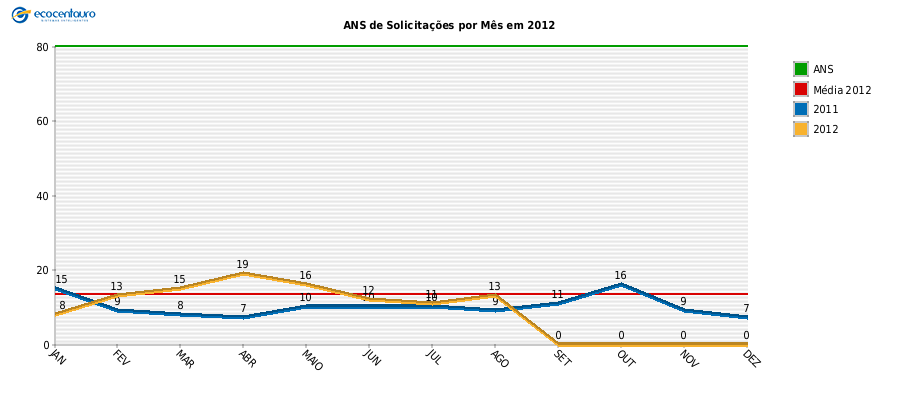 ecocentauro
ANS de Solicitações por Mês em 2012
80
60
40
20
0
15 13 15 19 16 12 11 13 11 16 9 7
8 9 8 7 10 10 10 9 0 0 0 0
JAN FEV MAR ABR MAIO JUN JUL AGO SET OUT NOV DEZ
ANS
Média 2012
2011
2012